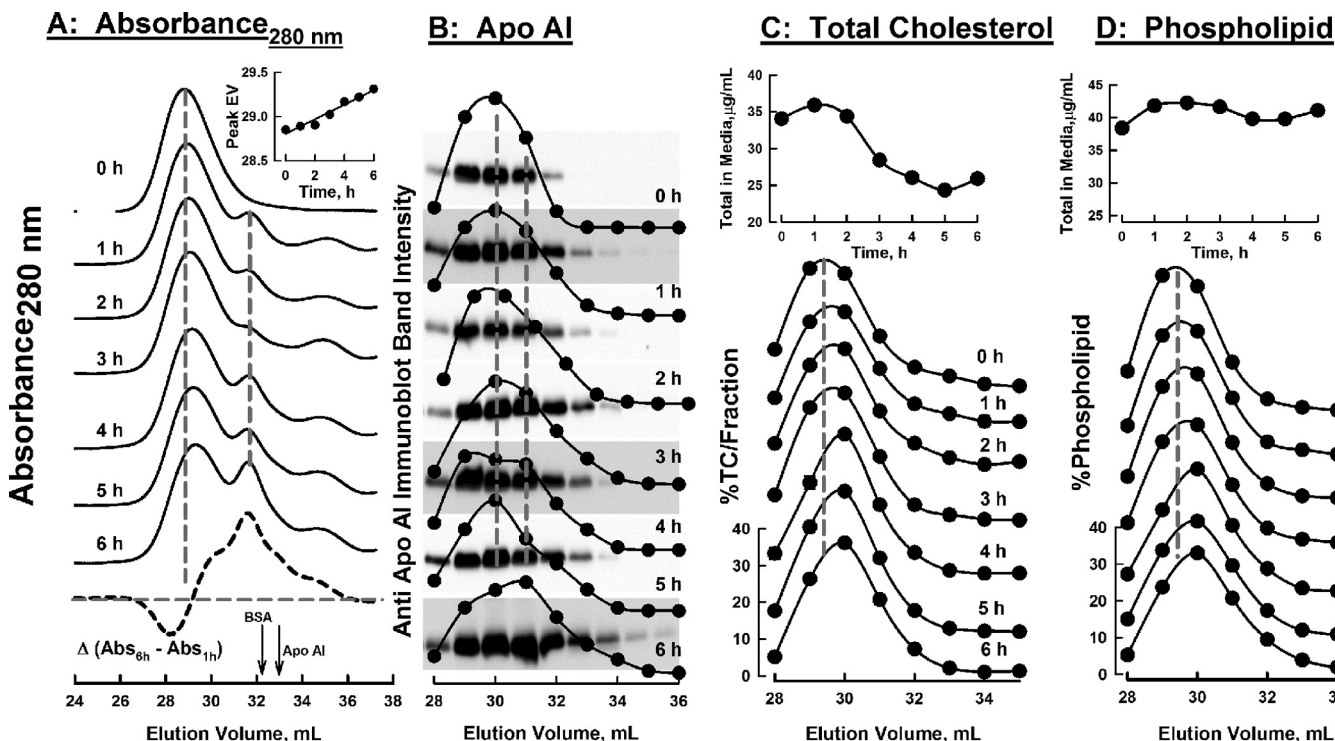 A: Absorbance280 nm
B: Apo AI
C: Total Cholesterol
D: Phospholipid
Absorbance280 nm
Peak EV
29.5
29.0
28.5
0 2 4 6
Time, h
0 h
1 h
2 h
3 h
4 h
5 h
6 h
Δ (Abs6h - Abs1h)
BSA
Apo AI
24 26 28 30 32 34 36 38
Elution Volume, mL
Anti Apo AI Immunoblot Band Intensity
0 h
1 h
2 h
3 h
4 h
5 h
6 h
28 30 32 34 36
Elution Volume, mL
Total in Media,µg/mL
40
35
30
25
20
0 1 2 3 4 5 6
Time, h
%TC/Fraction
0 h
1 h
2 h
3 h
4 h
5 h
6 h
40
30
20
10
0
28 30 32 34
Elution Volume, mL
Total in Media,µg/mL
45
40
35
30
25
0 1 2 3 4 5 6
Time, h
%Phospholipid
40
30
20
10
0
28 30 32
Elution Volume, mL